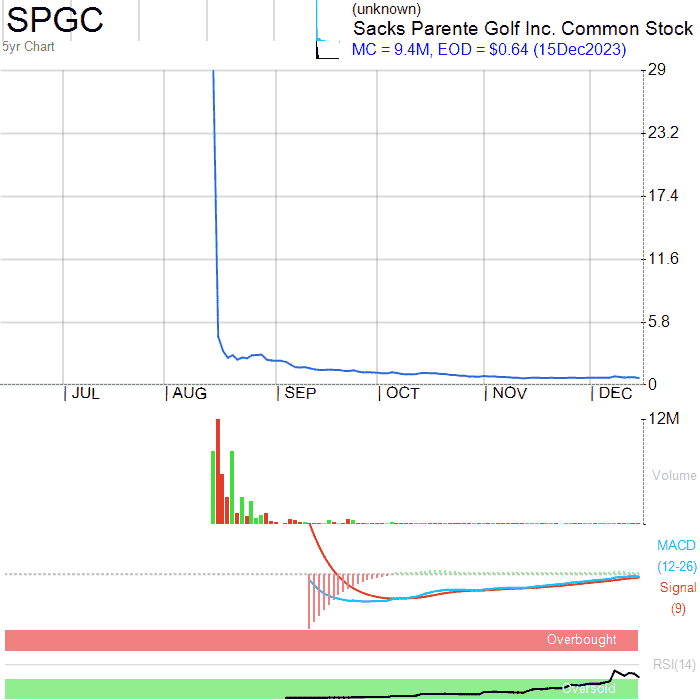 SPGC
5yr Chart
(unknown)
Sacks Parente Golf Inc. Common Stock
MC = 9.4M, EOD = $0.64 (15Dec2023)
29
23.2
17.4
11.6
5.8
0
JUL AUG SEP OCT NOV DEC
12M
Volume
MACD
(12-26)
Signal
(9)
Overbought
RSI(14)
Oversold